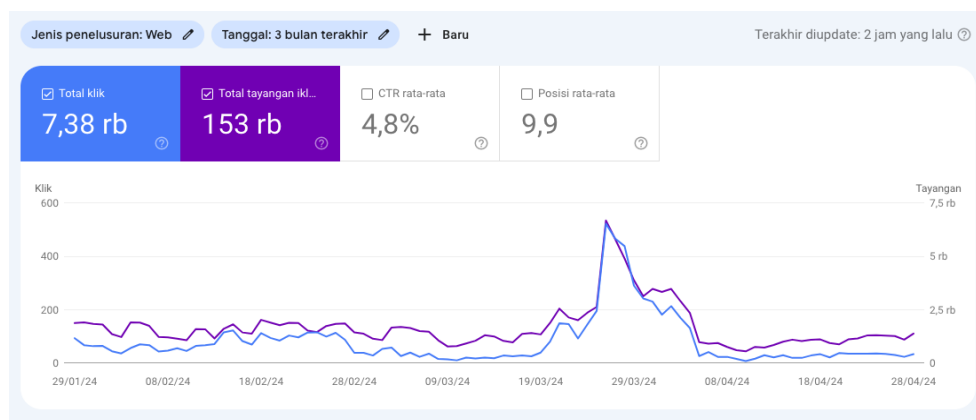 Jenis penelusuran: Web
Tanggal: 3 bulan terakhir
+ Baru
Terakhir diupdate: 2 jam yang lalu
Total klik
7,38 rb
Total tayangan ikl...
153 rb
CTR rata-rata
4,8%
Posisi rata-rata
9,9
Klik
Tayangan
600
7,5 rb
400
5 rb
200
2,5 rb
0
0
29/01/24 08/02/24 18/02/24 28/02/24 09/03/24 19/03/24 29/03/24 08/04/24 18/04/24 28/04/24